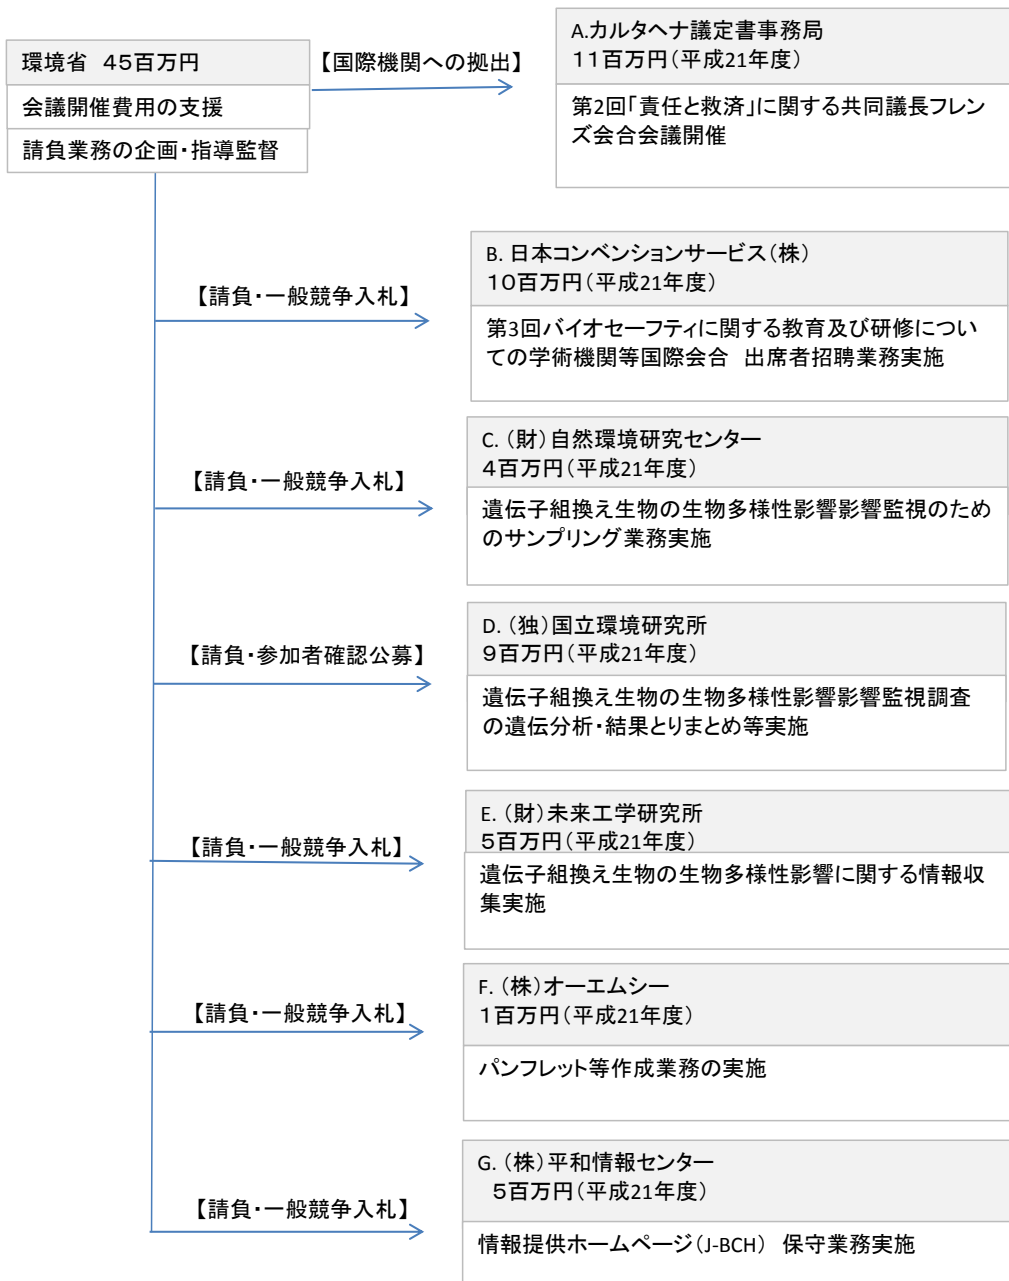 環境省　45百万円
会議開催費用の支援
請負業務の企画・指導監督
【国際機関への拠出】
A.カルタヘナ議定書事務局
11百万円（平成21年度）
第2回「責任と救済」に関する共同議長フレン
ズ会合会議開催
【請負・一般競争入札】
B. 日本コンベンションサービス（株）
10百万円（平成21年度）
第3回バイオセーフティに関する教育及び研修につい
ての学術機関等国際会合　出席者招聘業務実施
【請負・一般競争入札】
C. （財）自然環境研究センター
4百万円（平成21年度）
遺伝子組換え生物の生物多様性影響影響監視のため
のサンプリング業務実施
【請負・参加者確認公募】
D. （独）国立環境研究所
9百万円（平成21年度）
遺伝子組換え生物の生物多様性影響影響監視調査
の遺伝分析・結果とりまとめ等実施
【請負・一般競争入札】
E. （財）未来工学研究所
5百万円（平成21年度）
遺伝子組換え生物の生物多様性影響に関する情報収
集実施
【請負・一般競争入札】
F. （株）オーエムシー
1百万円（平成21年度）
パンフレット等作成業務の実施
【請負・一般競争入札】
G. （株）平和情報センター
5百万円（平成21年度）
情報提供ホームページ（J-BCH）　保守業務実施